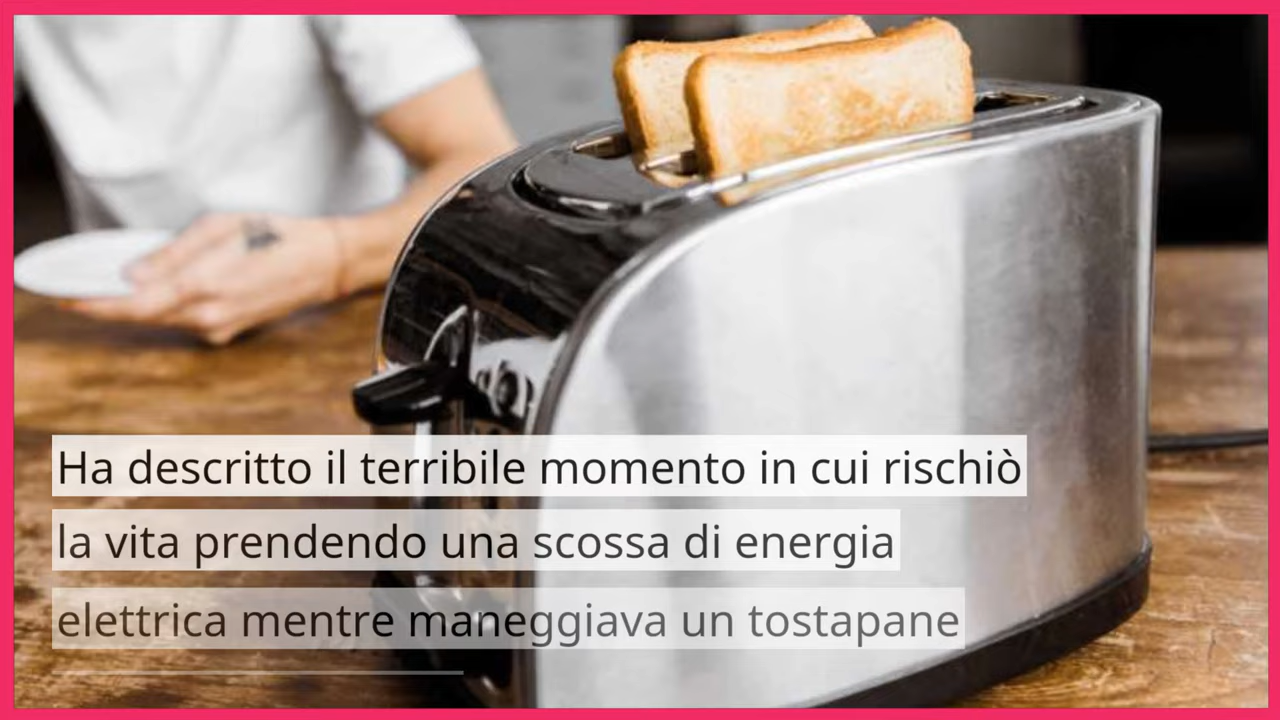 Ha descritto il terribile momento in cui rischiò
la vita prendendo una scossa di energia
elettrica mentre maneggiava un tostapane